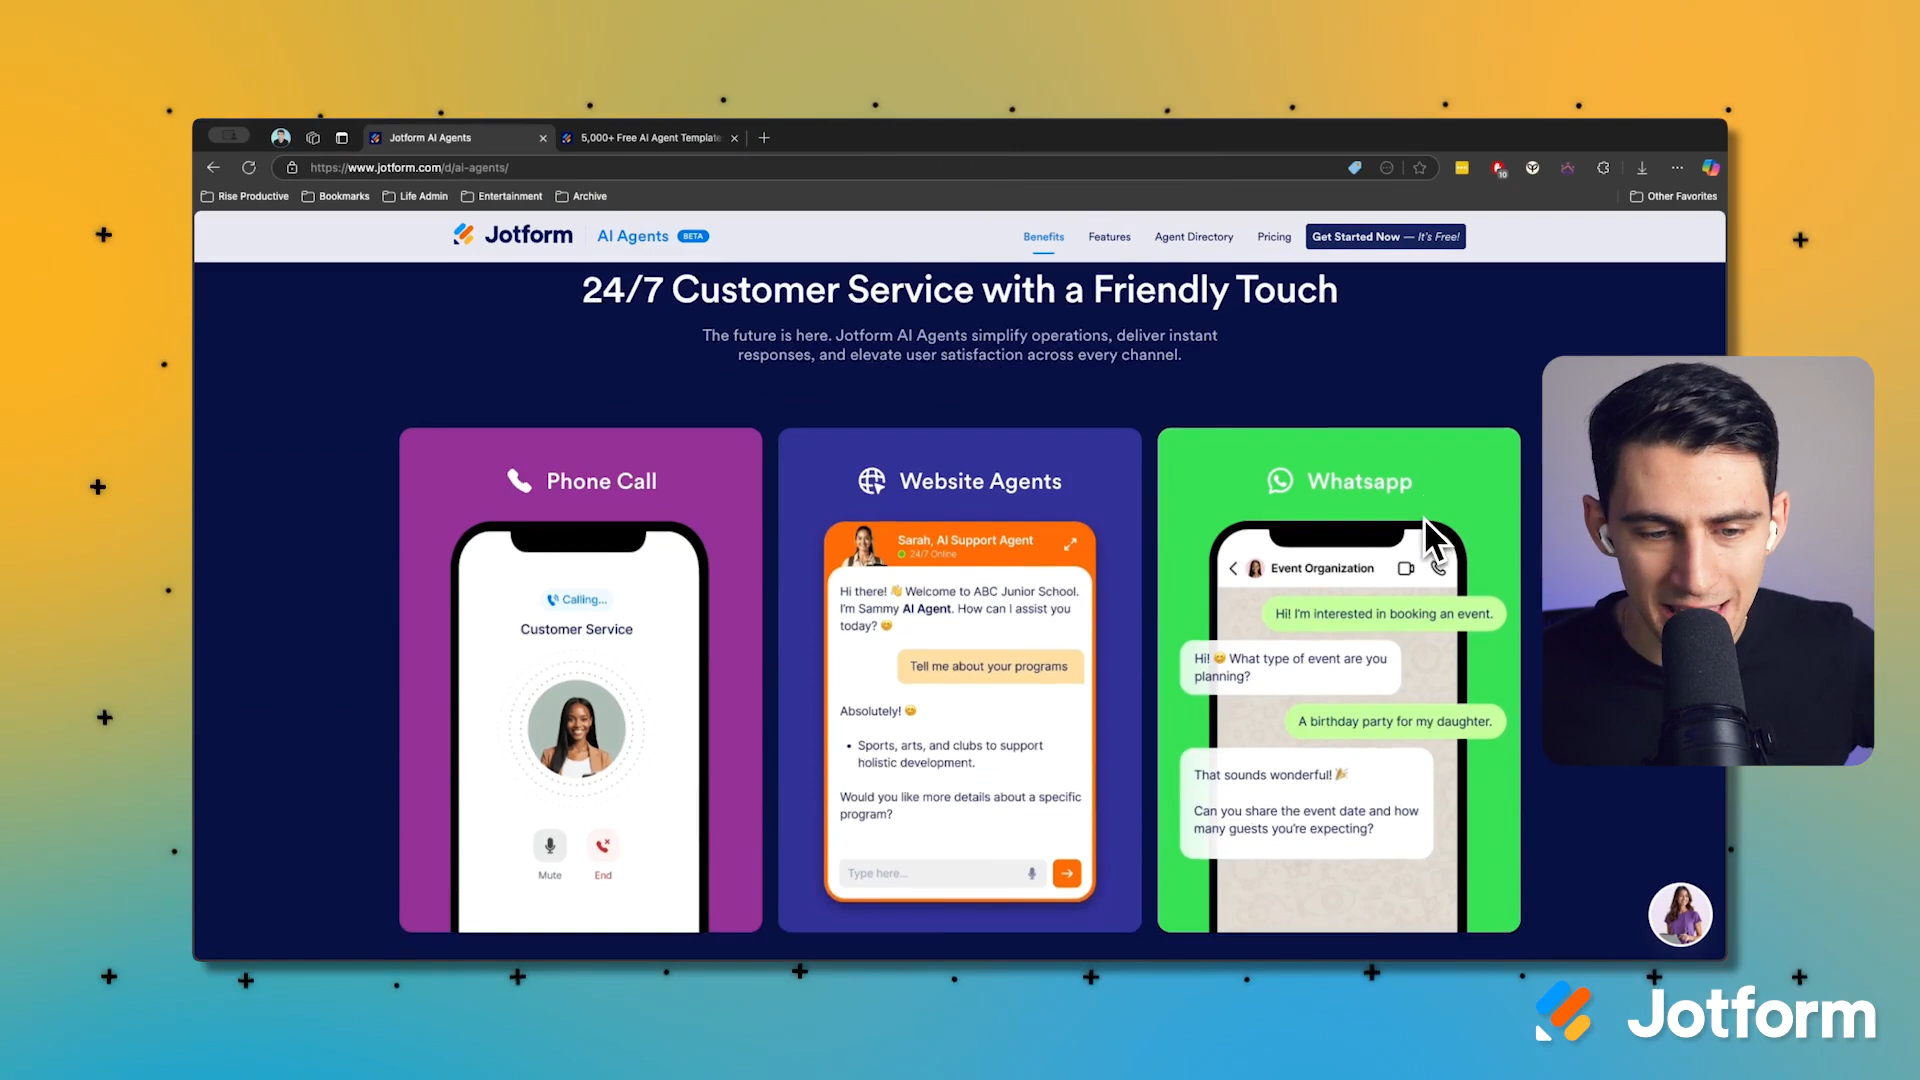 Jotform AI Agents
5,000+ Free AI Agent Template
https://www.jotform.com/d/ai-agents/
10
Rise Productive
Bookmarks
Life Admin
Entertainment
Archive
Other Favorites
Jotform
AI Agents
BETA
Benefits
Features
Agent Directory
Pricing
Get Started Now — It's Free!
24/7 Customer Service with a Friendly Touch
The future is here. Jotform AI Agents simplify operations, deliver instant
responses, and elevate user satisfaction across every channel.
Phone Call
Calling...
Customer Service
Mute
End
Website Agents
Sarah, AI Support Agent
24/7 Online
Hi there! 👋 Welcome to ABC Junior School.
I'm Sammy AI Agent. How can I assist you
today? 😊
Tell me about your programs
Absolutely! 😊
• Sports, arts, and clubs to support
holistic development.
Would you like more details about a specific
program?
Type here...
Whatsapp
Event Organization
Hi! I'm interested in booking an event.
Hi! 😊 What type of event are you
planning?
A birthday party for my daughter.
That sounds wonderful! 🎉
Can you share the event date and how
many guests you're expecting?
Jotform